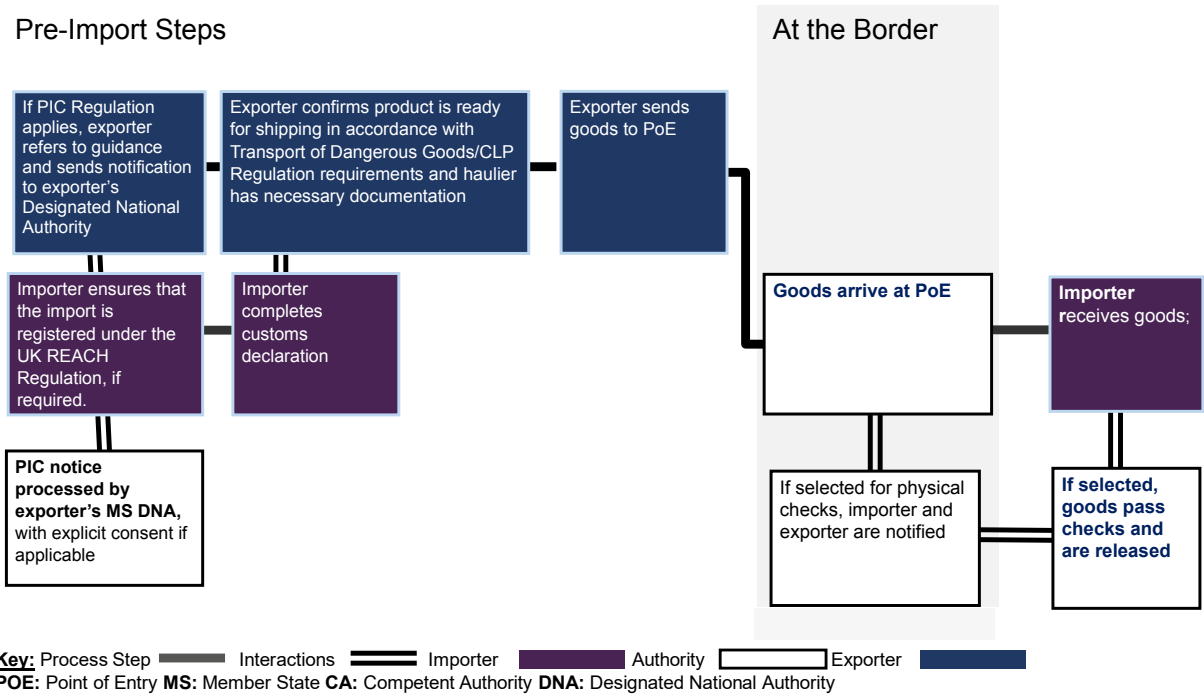 Pre-Import Steps
At the Border
If PIC Regulation
applies, exporter
refers to guidance
and sends notification
to exporter’s
Designated National
Authority
Exporter confirms product is ready
for shipping in accordance with
Transport of Dangerous Goods/CLP
Regulation requirements and haulier
has necessary documentation
Exporter sends
goods to PoE
Importer ensures that
the import is
registered under the
UK REACH
Regulation, if
required.
Importer
completes
customs
declaration
Goods arrive at PoE
Importer
receives goods;
PIC notice
processed by
exporter’s MS DNA,
with explicit consent if
applicable
If selected for physical
checks, importer and
exporter are notified
If selected,
goods pass
checks and
are released
Key: Process Step Interactions Importer Authority Exporter
POE: Point of Entry MS: Member State CA: Competent Authority DNA: Designated National Authority